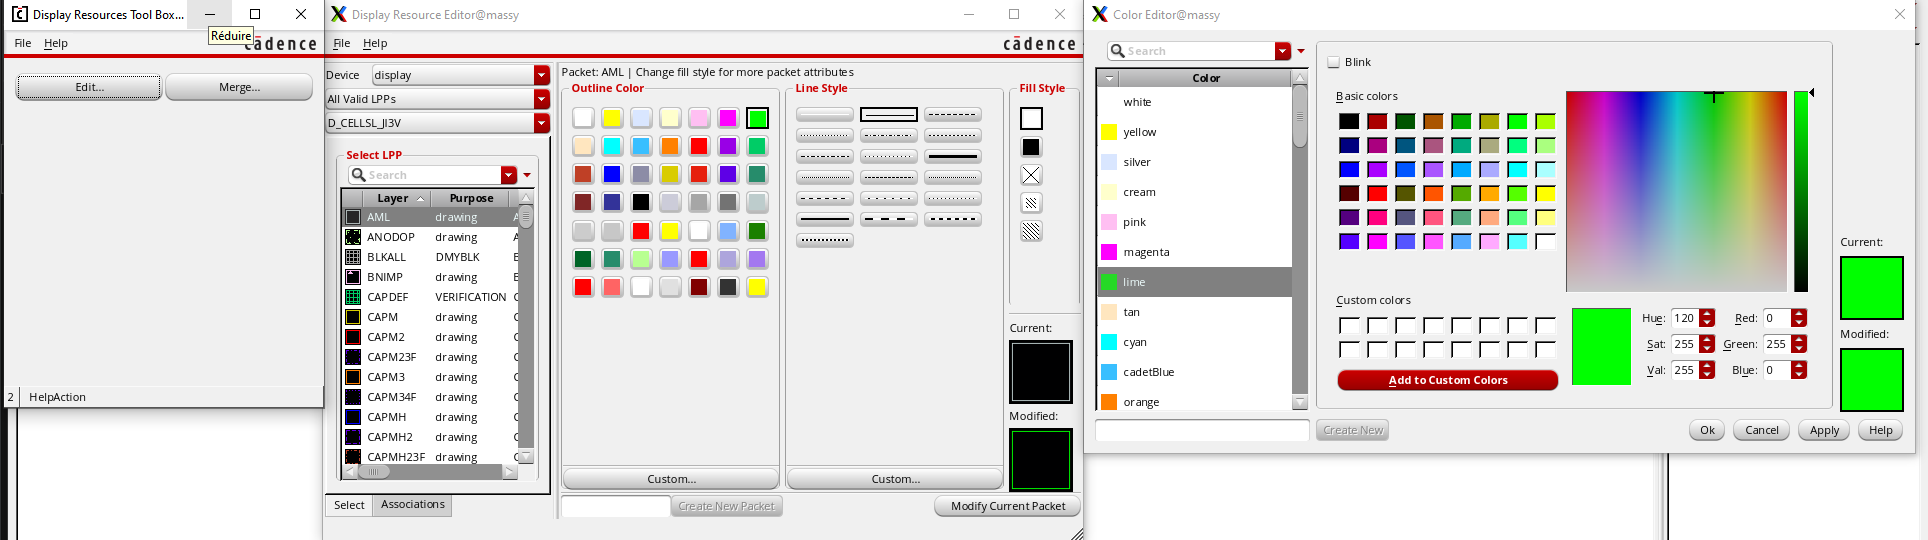 Display Resources Tool Box...
Réduire
File Help
cādence
Edit... Merge...
2 HelpAction
Display Resource Editor@massy
File Help
cādence
Device display
All Valid LPPs
D_CELLSL_JI3V
Select LPP
Search
Layer Purpose
AML drawing
ANODOP drawing
BLKALL DMYBLK
BNIMP drawing
CAPDEF VERIFICATION
CAPM drawing
CAPM2 drawing
CAPM23F drawing
CAPM3 drawing
CAPM34F drawing
CAPMH drawing
CAPMH2 drawing
CAPMH23F drawing
Select Associations
Packet: AML | Change fill style for more packet attributes
Outline Color
Line Style
Fill Style
Current:
Modified:
Custom... Custom...
Create New Packet Modify Current Packet
Color Editor@massy
Search
Color
white
yellow
silver
cream
pink
magenta
lime
tan
cyan
cadetBlue
orange
Create New
Blink
Basic colors
Custom colors
Add to Custom Colors
Hue: 120 Red: 0
Sat: 255 Green: 255
Val: 255 Blue: 0
Current:
Modified:
Ok Cancel Apply Help